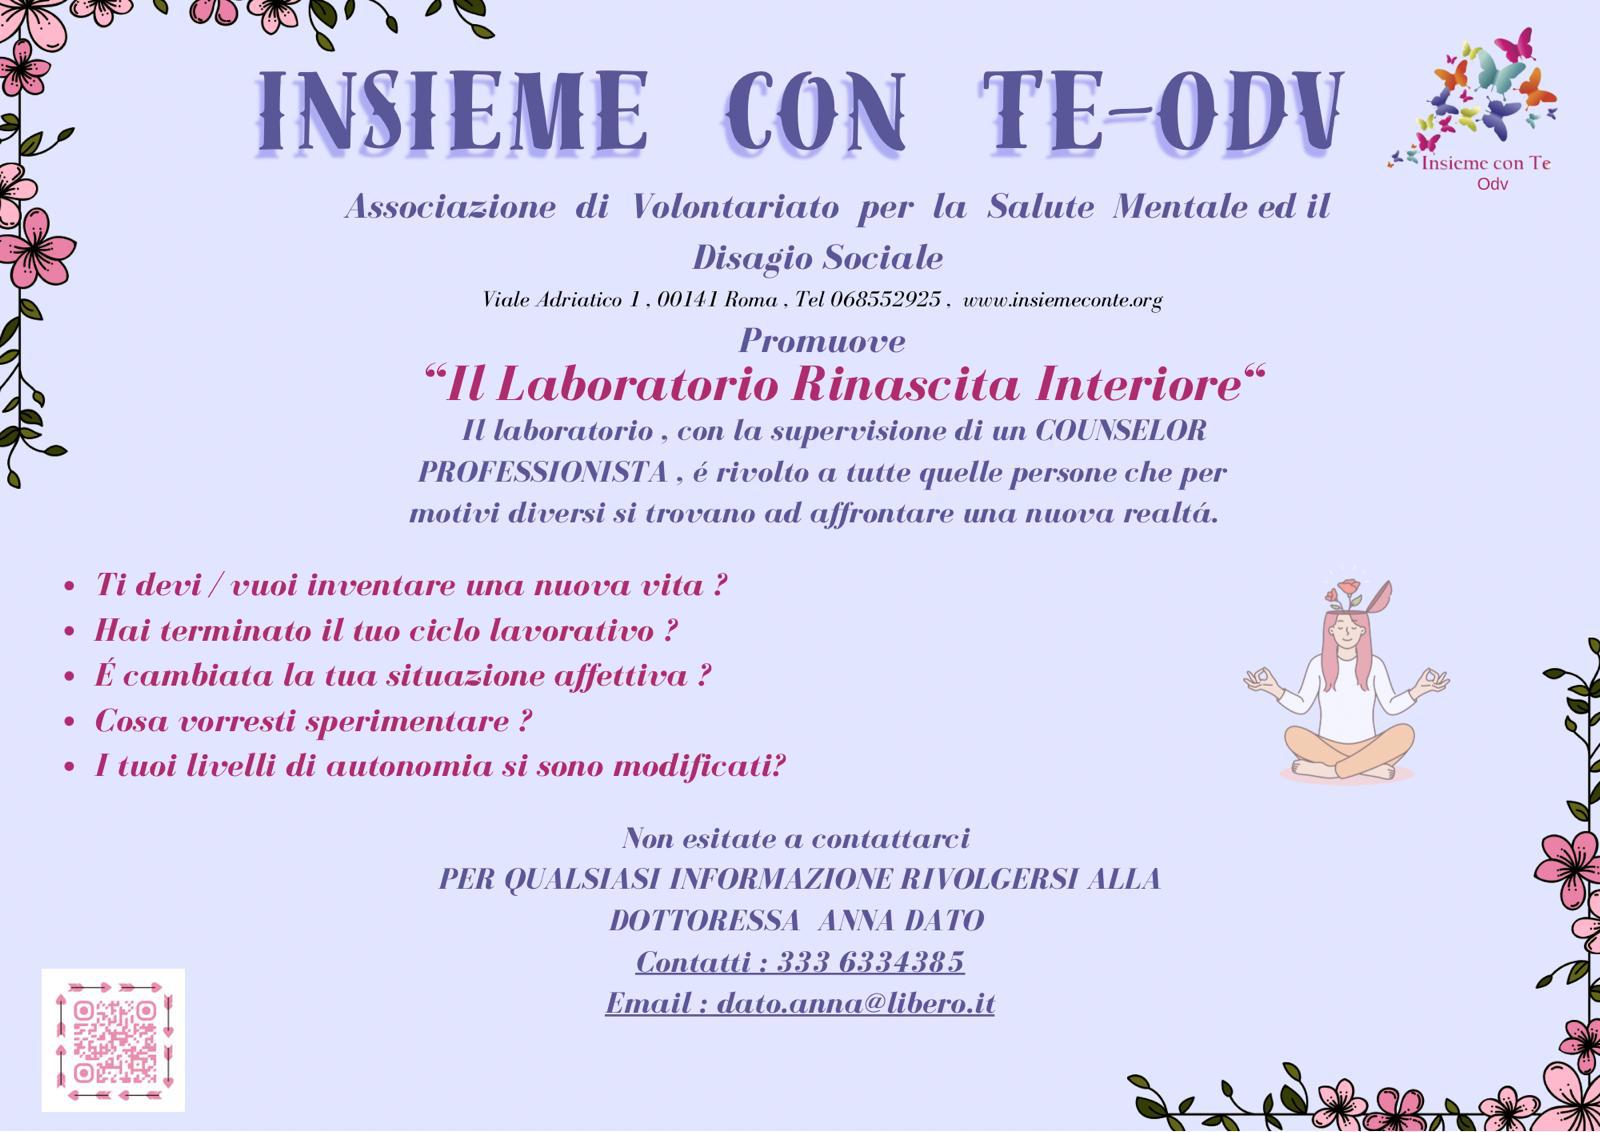 INSIEME CON TE-ODV
Insieme con Te
Odv
Associazione di Volontariato per la Salute Mentale ed il
Disagio Sociale
Viale Adriatico 1 , 00141 Roma , Tel 068552925 , www.insiemeconte.org
Promuove
“Il Laboratorio Rinascita Interiore“
Il laboratorio , con la supervisione di un COUNSELOR
PROFESSIONISTA , é rivolto a tutte quelle persone che per
motivi diversi si trovano ad affrontare una nuova realtá.
• Ti devi / vuoi inventare una nuova vita ?
• Hai terminato il tuo ciclo lavorativo ?
• É cambiata la tua situazione affettiva ?
• Cosa vorresti sperimentare ?
• I tuoi livelli di autonomia si sono modificati?
Non esitate a contattarci
PER QUALSIASI INFORMAZIONE RIVOLGERSI ALLA
DOTTORESSA ANNA DATO
Contatti : 333 6334385
Email : dato.anna@libero.it